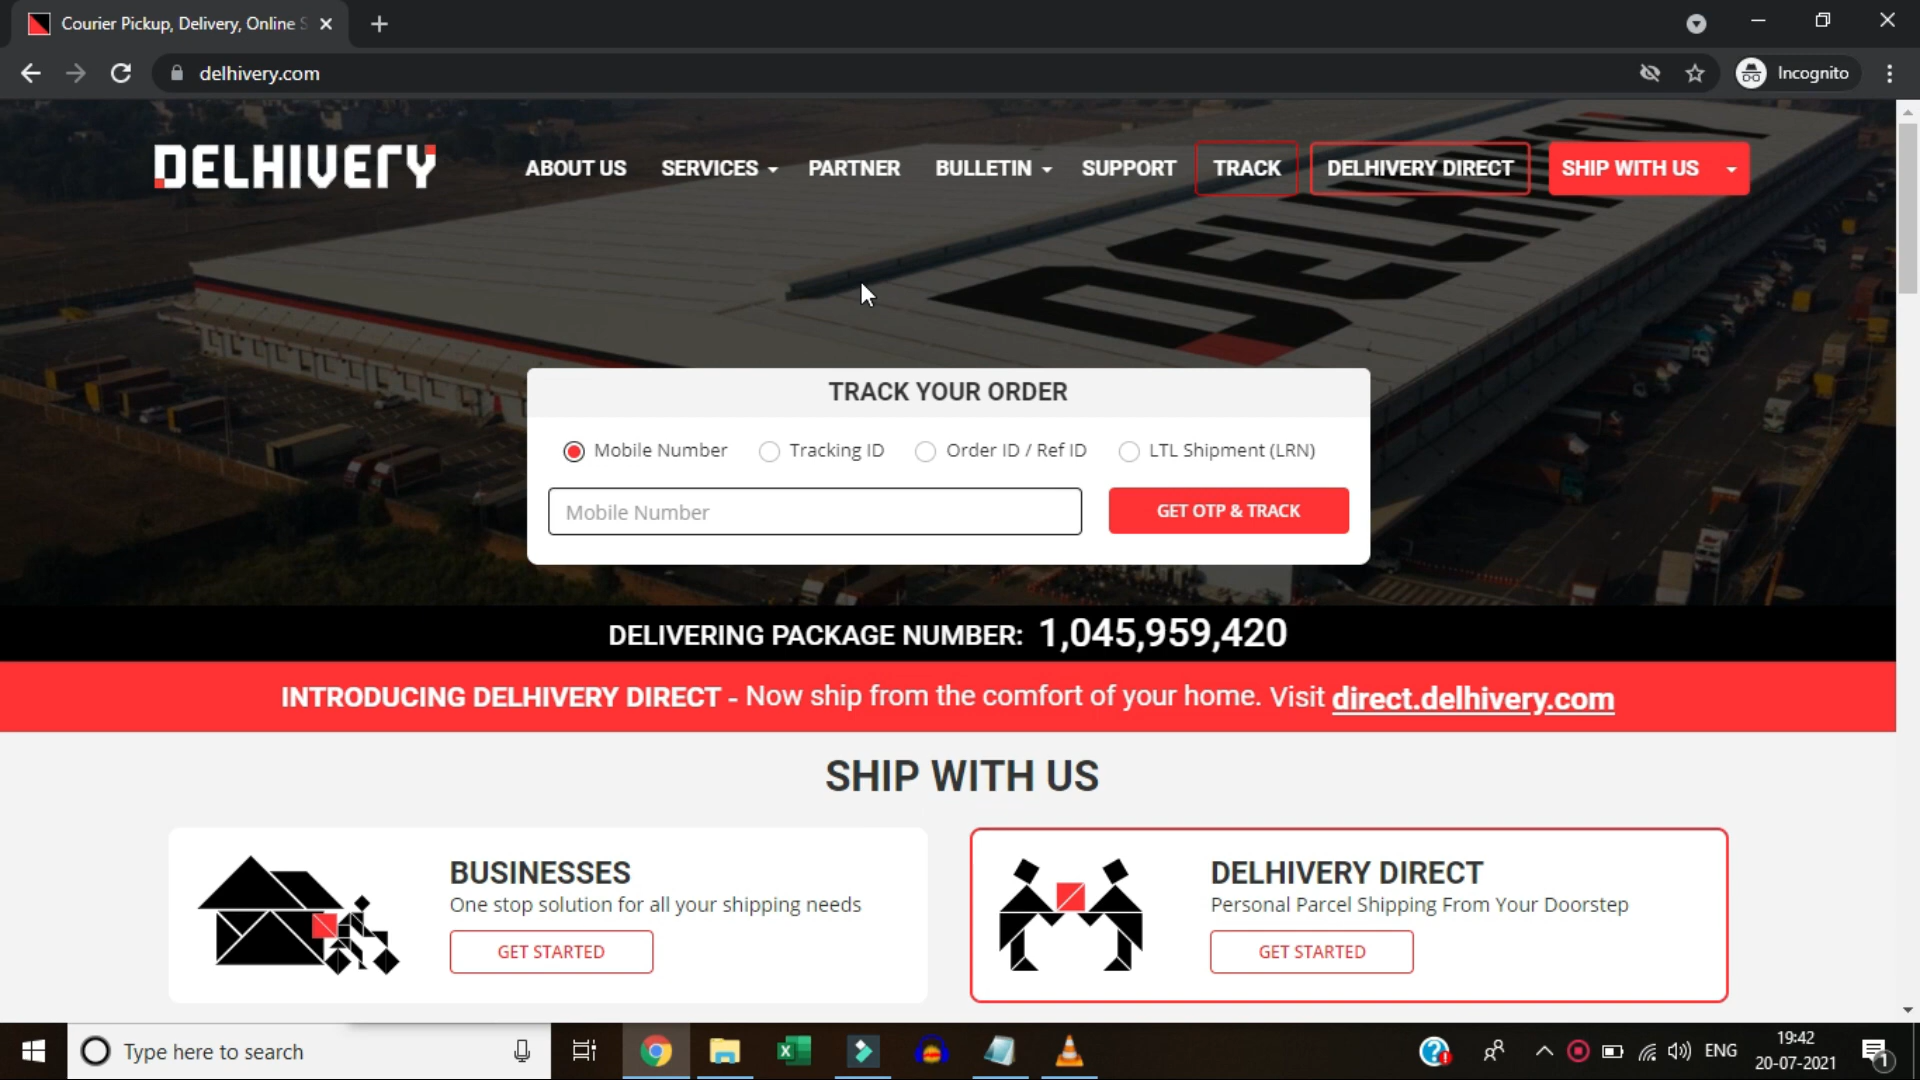 Courier Pickup, Delivery, Online S
delhivery.com
Incognito
DELHIVERY
ABOUT US
SERVICES
PARTNER
BULLETIN
SUPPORT
TRACK
DELHIVERY DIRECT
SHIP WITH US
DELHIVERY
TRACK YOUR ORDER
Mobile Number
Tracking ID
Order ID / Ref ID
LTL Shipment (LRN)
Mobile Number
GET OTP & TRACK
DELIVERING PACKAGE NUMBER: 1,045,959,420
INTRODUCING DELHIVERY DIRECT - Now ship from the comfort of your home. Visit direct.delhivery.com
SHIP WITH US
BUSINESSES
One stop solution for all your shipping needs
GET STARTED
DELHIVERY DIRECT
Personal Parcel Shipping From Your Doorstep
GET STARTED
Type here to search
ENG
19:42
20-07-2021
1